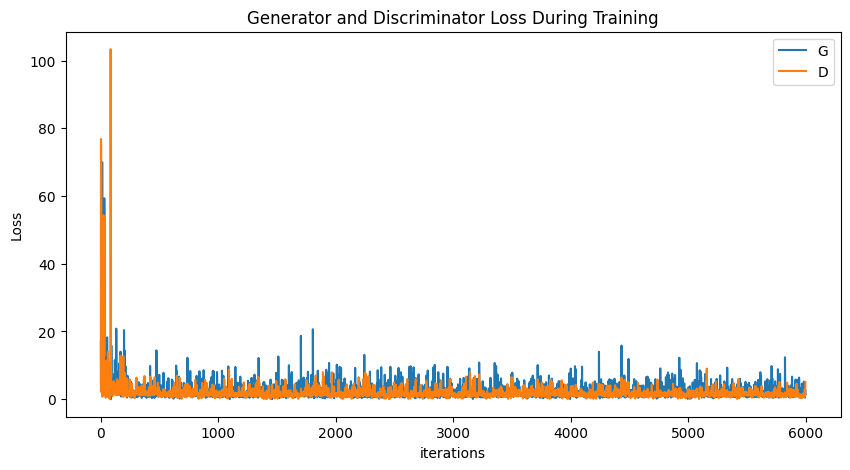 Generator and Discriminator Loss During Training
G
D
100
80
60
40
20
0
Loss
0 1000 2000 3000 4000 5000 6000
iterations